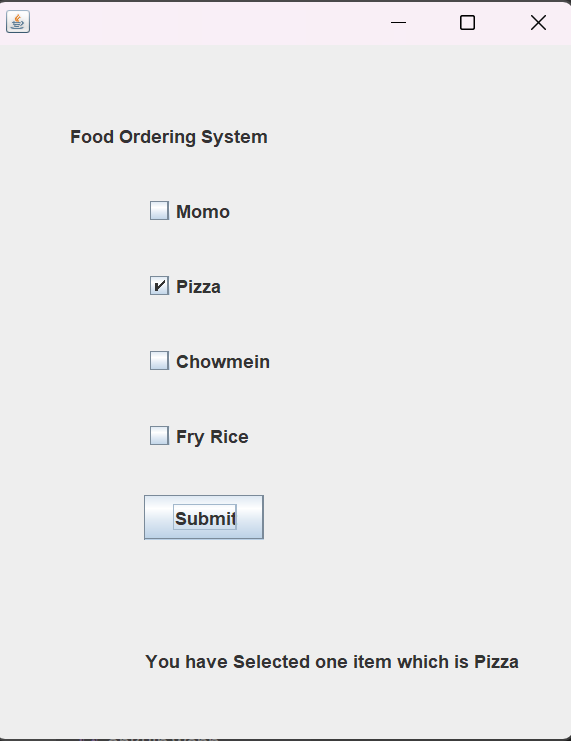 Food Ordering System
Momo
Pizza
Chowmein
Fry Rice
Submit
You have Selected one item which is Pizza